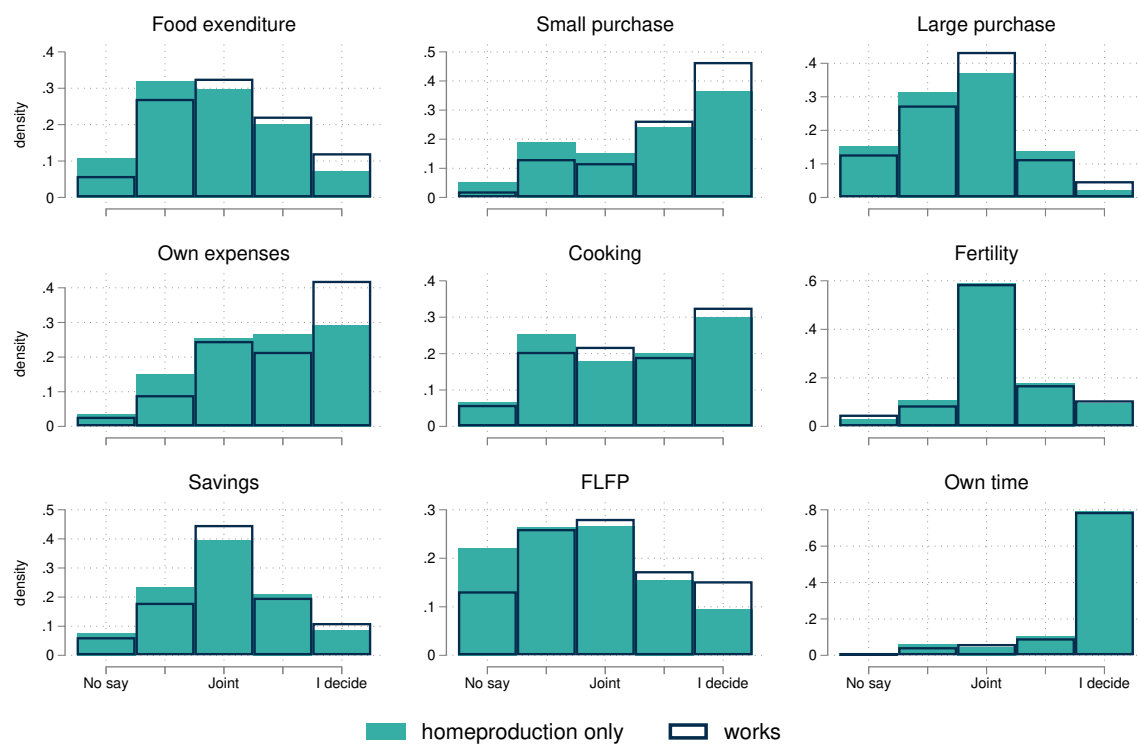 Food exenditure
Small purchase
Large purchase
density
.4
.3
.2
.1
0
.5
.4
.3
.2
.1
0
.4
.3
.2
.1
0
Own expenses
Cooking
Fertility
density
.4
.3
.2
.1
0
.4
.3
.2
.1
0
.6
.4
.2
0
Savings
FLFP
Own time
density
.5
.4
.3
.2
.1
0
.3
.2
.1
0
.8
.6
.4
.2
0
No say Joint I decide
No say Joint I decide
No say Joint I decide
homeproduction only works